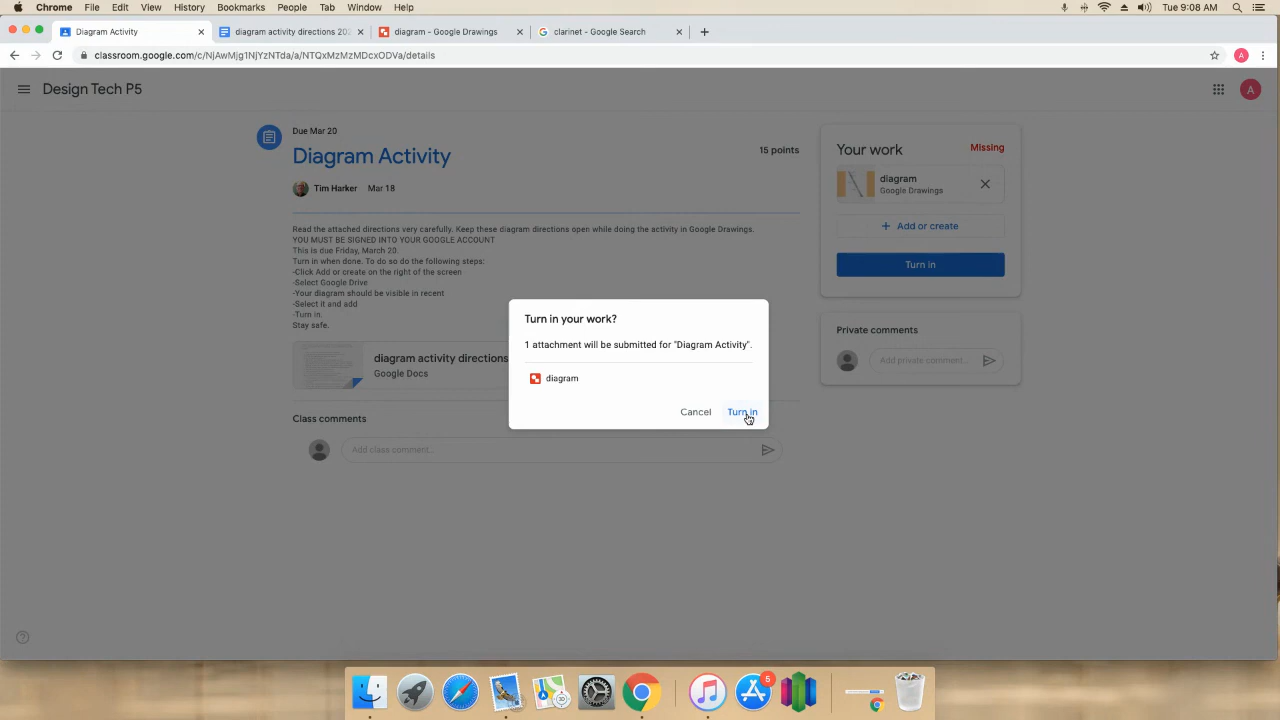 Chrome File Edit View History Bookmarks People Tab Window Help Tue 9:08 AM
Diagram Activity diagram activity directions 202 diagram - Google Drawings clarinet - Google Search
classroom.google.com/c/NjAwMjg1NjYzNTda/a/NTQxMzMzMDcxODVa/details A
Design Tech P5 A
Due Mar 20
Diagram Activity 15 points
Tim Harker Mar 18
Read the attached directions very carefully. Keep these diagram directions open while doing the activity in Google Drawings.
YOU MUST BE SIGNED INTO YOUR GOOGLE ACCOUNT
This is due Friday, March 20.
Turn in when done. To do so do the following steps:
-Click Add or create on the right of the screen
-Select Google Drive
-Your diagram should be visible in recent
-Select it and add
-Turn in.
Stay safe.
diagram activity directions
Google Docs
Class comments
Add class comment...
Your work Missing
diagram
Google Drawings
+ Add or create
Turn in
Private comments
Add private comment...
Turn in your work?
1 attachment will be submitted for "Diagram Activity".
diagram
Cancel Turn in
5